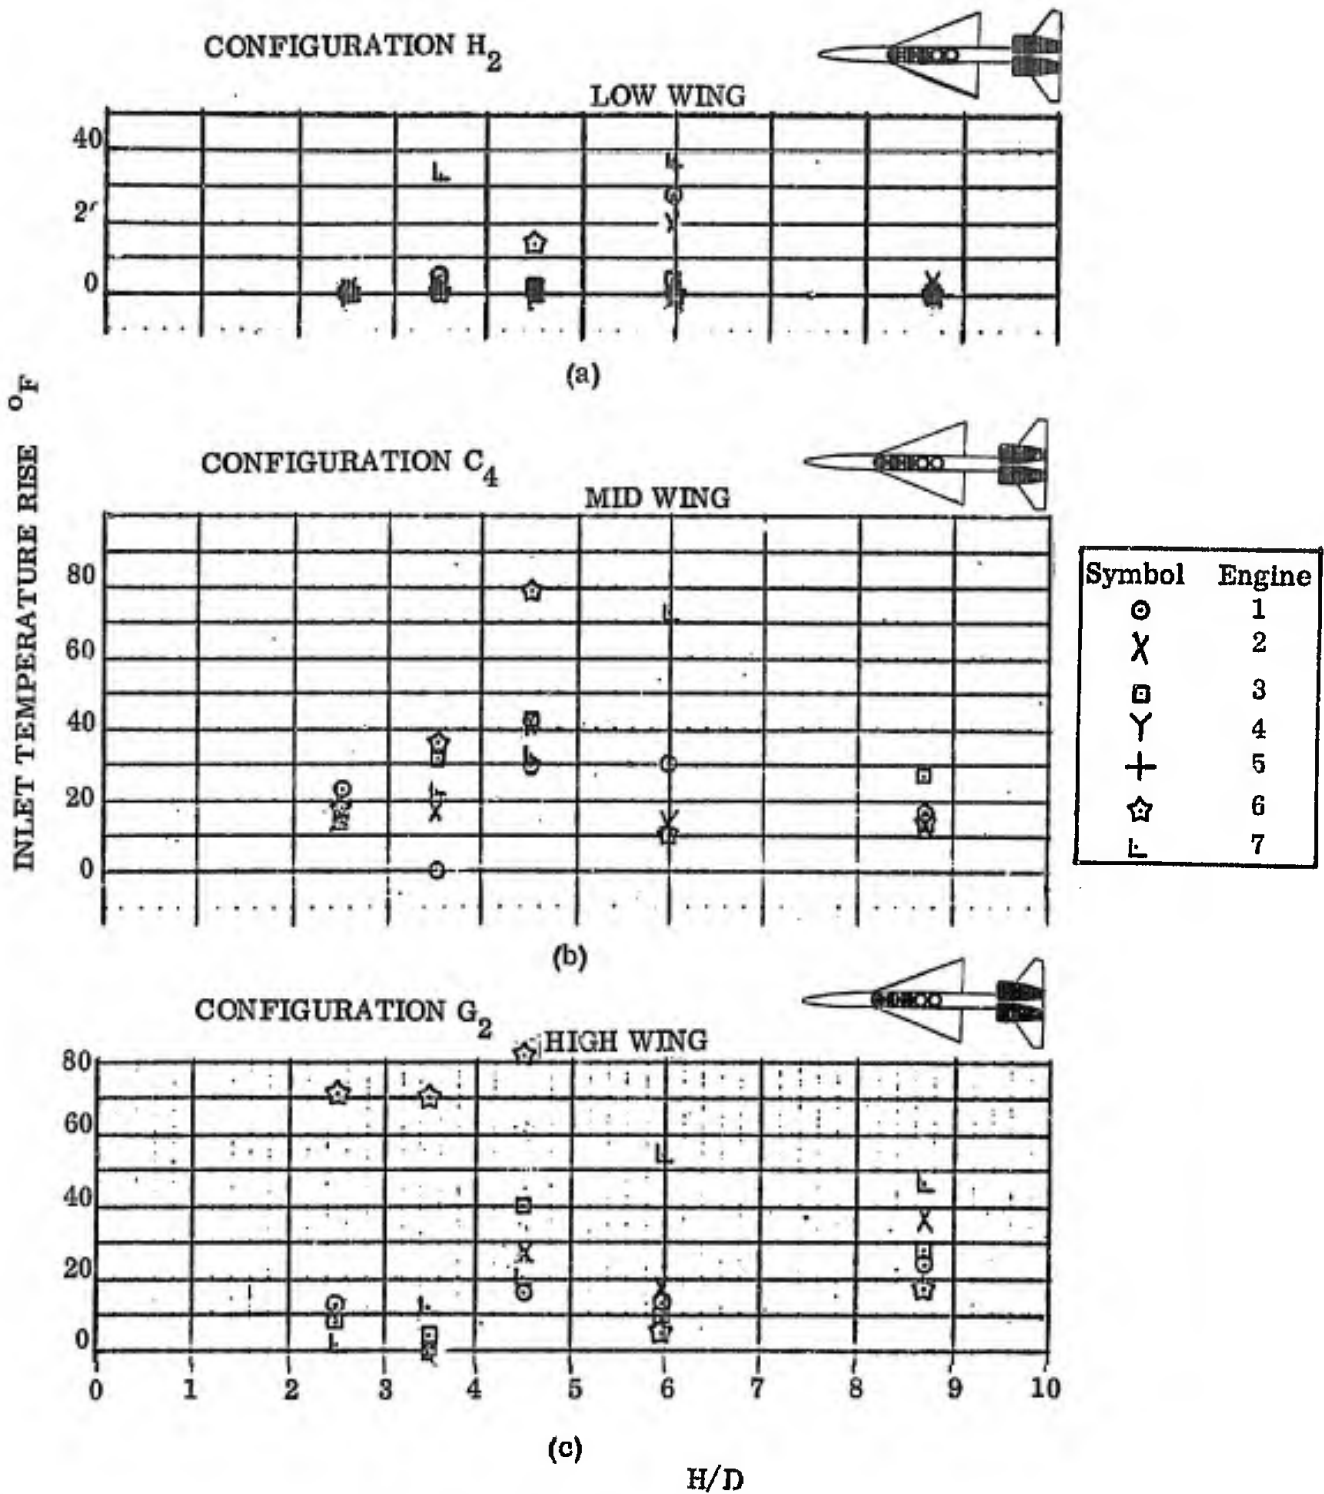 CONFIGURATION H2
LOW WING
40
2
0
(a)
INLET TEMPERATURE RISE °F
CONFIGURATION C4
MID WING
80
60
40
20
0
(b)
Symbol Engine
1
2
3
4
5
6
7
CONFIGURATION G2
HIGH WING
80
60
40
20
0
0 1 2 3 4 5 6 7 8 9 10
(c)
H/D